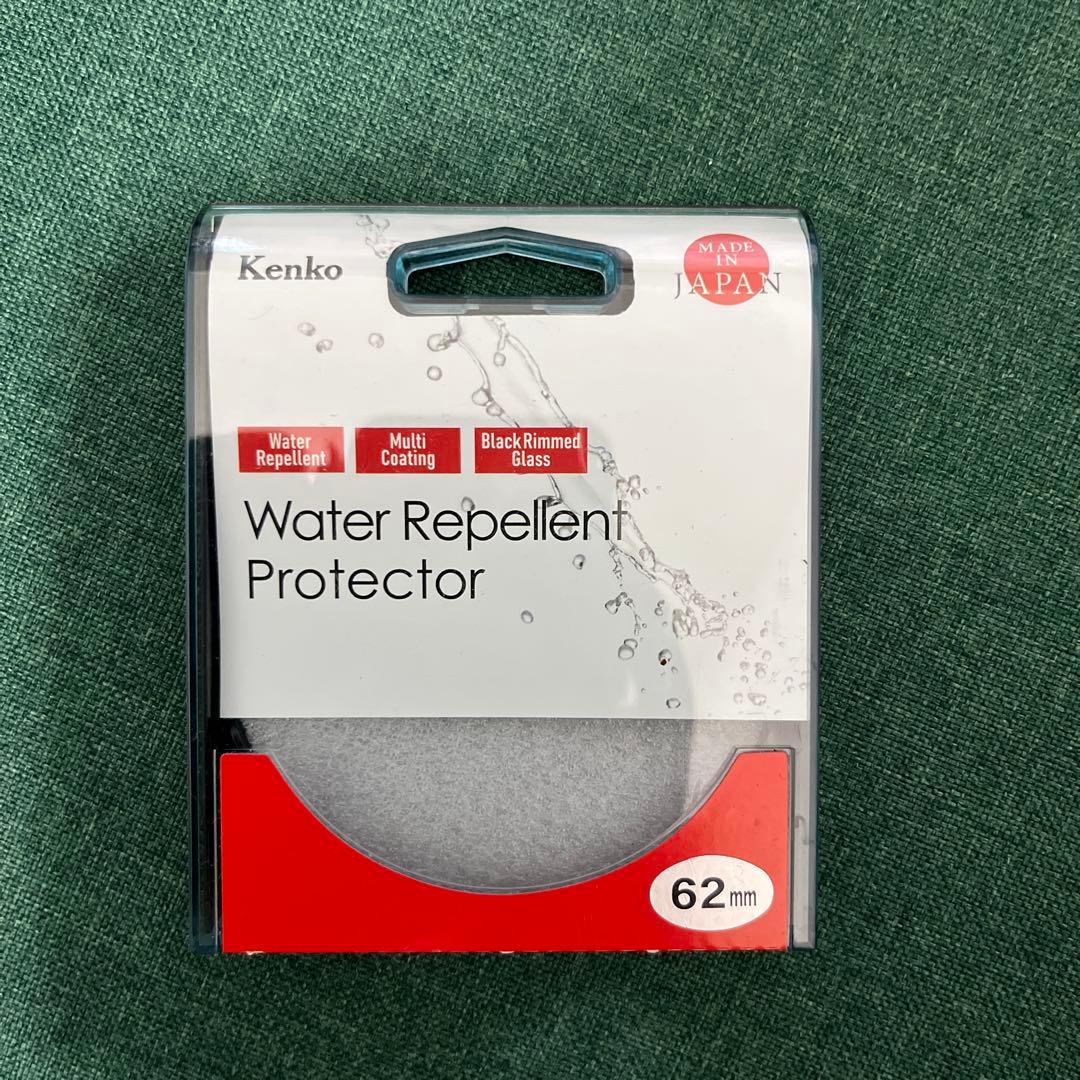 Kenko
MADE
IN
JAPAN
Water
Repellent
Multi
Coating
Black Rimmed
Glass
Water Repellent
Protector
62mm